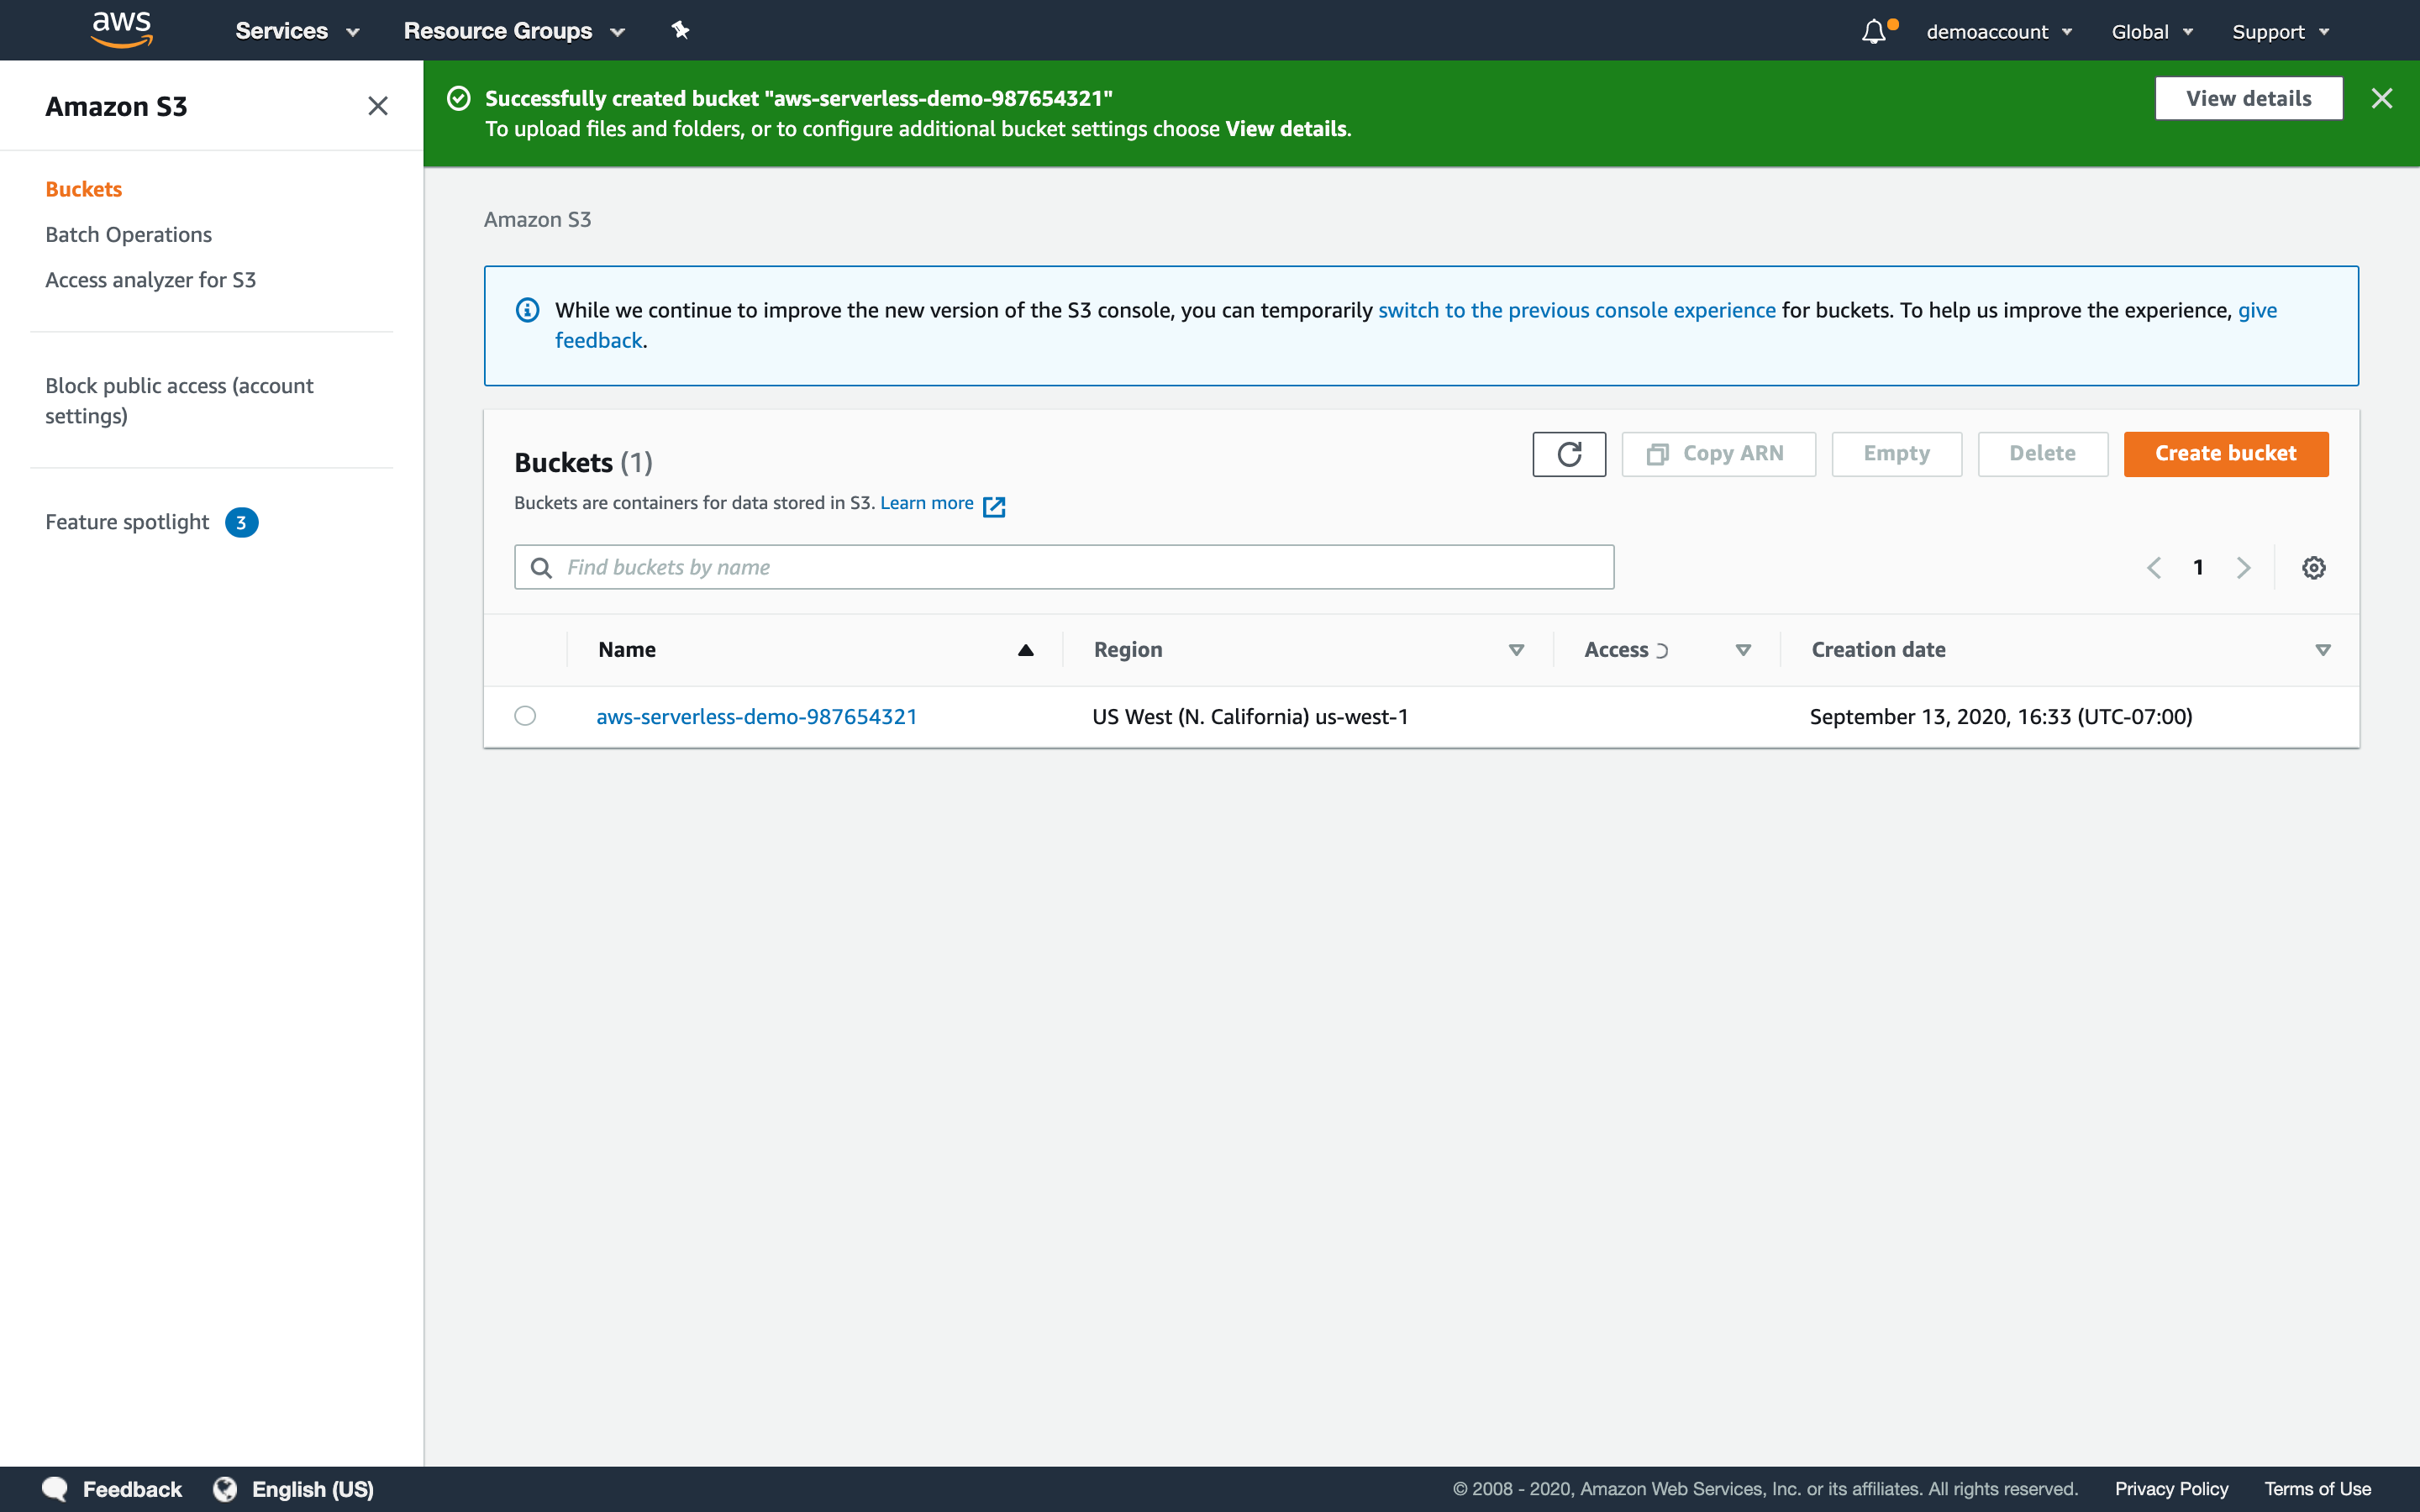 aws
Services
Resource Groups
demoaccount
Global
Support
Amazon S3
Buckets
Batch Operations
Access analyzer for S3
Block public access (account
settings)
Feature spotlight 3
Successfully created bucket "aws-serverless-demo-987654321"
To upload files and folders, or to configure additional bucket settings choose View details.
View details
Amazon S3
While we continue to improve the new version of the S3 console, you can temporarily switch to the previous console experience for buckets. To help us improve the experience, give
feedback.
Buckets (1)
Buckets are containers for data stored in S3. Learn more
Copy ARN
Empty
Delete
Create bucket
Find buckets by name
1
Name Region Access Creation date
aws-serverless-demo-987654321 US West (N. California) us-west-1 September 13, 2020, 16:33 (UTC-07:00)
Feedback
English (US)
© 2008 - 2020, Amazon Web Services, Inc. or its affiliates. All rights reserved.
Privacy Policy
Terms of Use